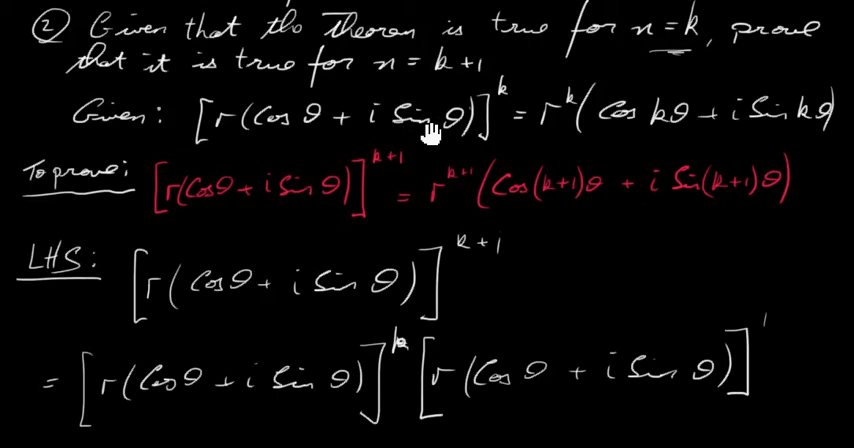 ② Given that the Theorem is true for n = k, prove
that it is true for n = k + 1
Given: [r(Cos θ + i Sin θ)]^k = r^k (Cos kθ + i Sin kθ)
To prove: [r(Cos θ + i Sin θ)]^{k+1} = r^{k+1} (Cos(k+1)θ + i Sin(k+1)θ)
LHS: [r(Cos θ + i Sin θ)]^{k+1}
= [r(Cos θ + i Sin θ)]^k [r(Cos θ + i Sin θ)]^1